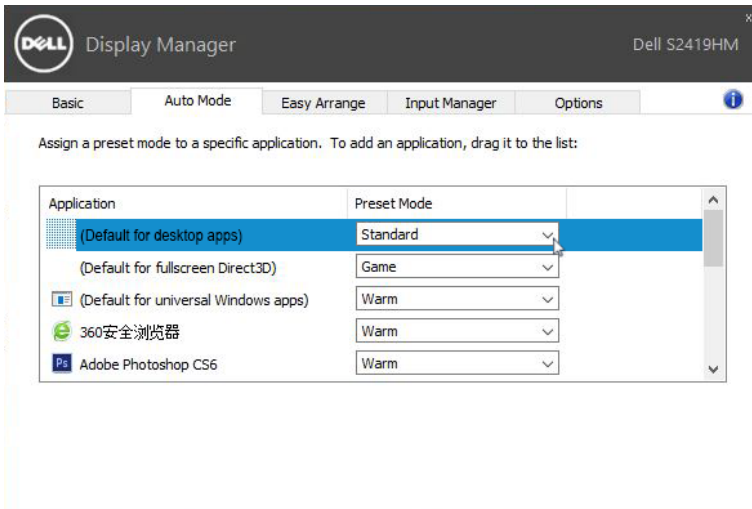 DELL Display Manager
x
Dell S2419HM
Basic Auto Mode Easy Arrange Input Manager Options i
Assign a preset mode to a specific application. To add an application, drag it to the list:
Application Preset Mode
(Default for desktop apps) Standard
(Default for fullscreen Direct3D) Game
(Default for universal Windows apps) Warm
360安全浏览器 Warm
Ps Adobe Photoshop CS6 Warm